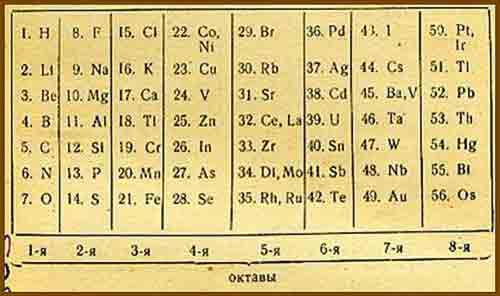 1. H 8. F 15. Cl 22. Co, Ni 29. Br 36. Pd 43. I 50. Pt, Ir
2. Li 9. Na 16. K 23. Cu 30. Rb 37. Ag 44. Cs 51. Tl
3. Be 10. Mg 17. Ca 24. V 31. Sr 38. Cd 45. Ba, V 52. Pb
4. B 11. Al 18. Ti 25. Zn 32. Ce, La 39. U 46. Ta 53. Th
5. C 12. Si 19. Cr 26. In 33. Zr 40. Sn 47. W 54. Hg
6. N 13. P 20. Mn 27. As 34. Di, Mo 41. Sb 48. Nb 55. Bi
7. O 14. S 21. Fe 28. Se 35. Rh, Ru 42. Te 49. Au 56. Os
1-я 2-я 3-я 4-я 5-я 6-я 7-я 8-я
октавы